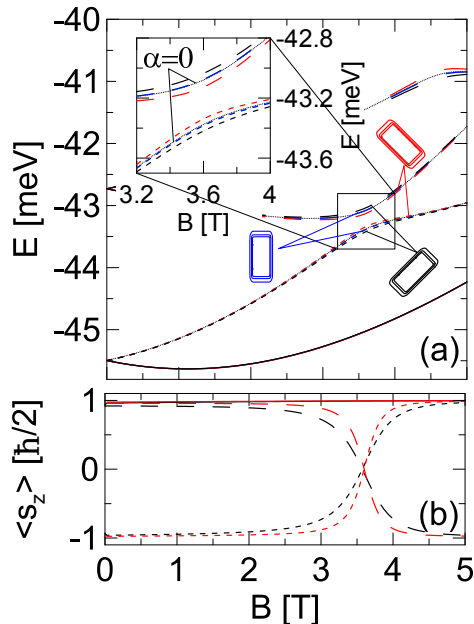 -40
-41
-42
-43
-44
-45
E [meV]
α=0
-42.8
-43.2
-43.6
E [meV]
3.2 3.6 4
B [T]
(a)
1
0
-1
<s_z> [ħ/2]
(b)
0 1 2 3 4 5
B [T]